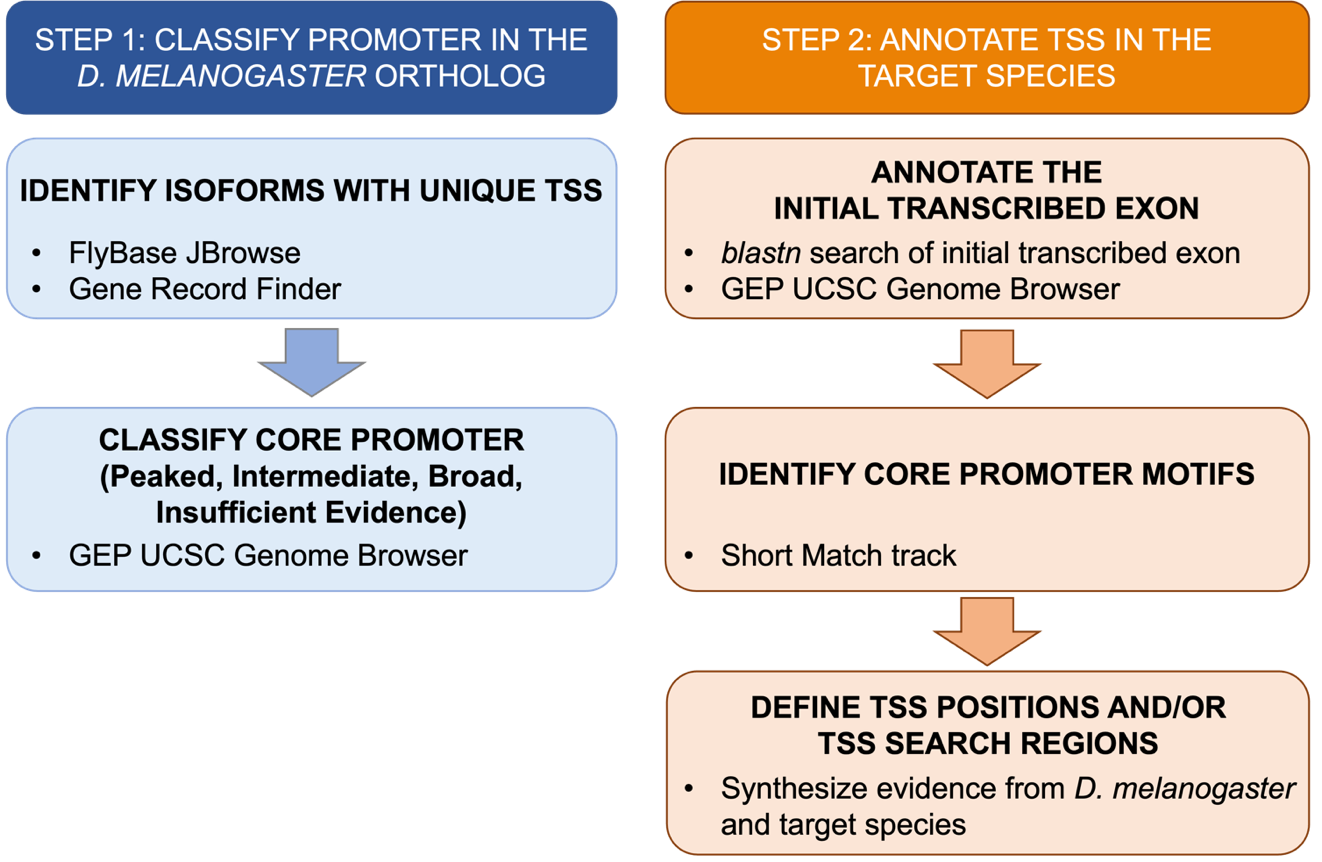 STEP 1: CLASSIFY PROMOTER IN THE
D. MELANOGASTER ORTHOLOG
IDENTIFY ISOFORMS WITH UNIQUE TSS
• FlyBase JBrowse
• Gene Record Finder
CLASSIFY CORE PROMOTER
(Peaked, Intermediate, Broad,
Insufficient Evidence)
• GEP UCSC Genome Browser
STEP 2: ANNOTATE TSS IN THE
TARGET SPECIES
ANNOTATE THE
INITIAL TRANSCRIBED EXON
• blastn search of initial transcribed exon
• GEP UCSC Genome Browser
IDENTIFY CORE PROMOTER MOTIFS
• Short Match track
DEFINE TSS POSITIONS AND/OR
TSS SEARCH REGIONS
• Synthesize evidence from D. melanogaster
and target species